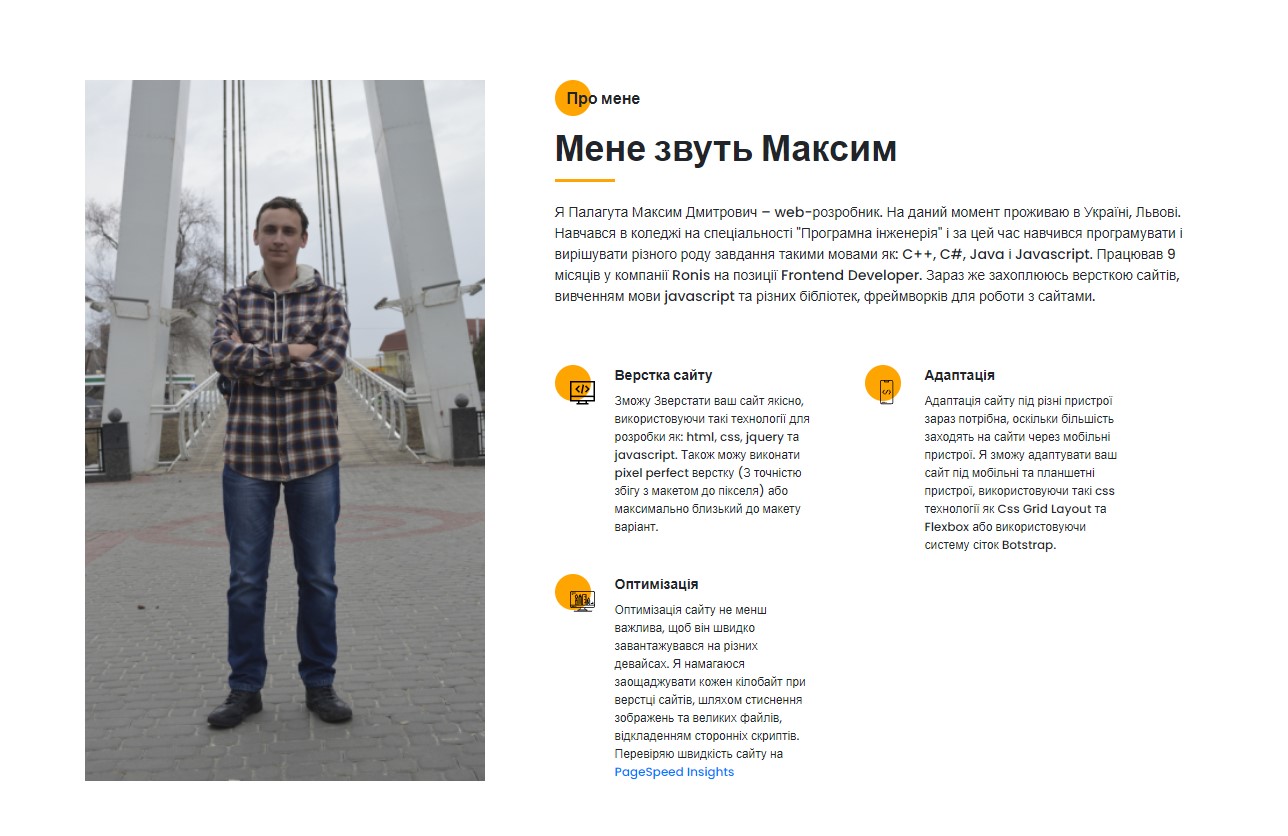 Про мене
Мене звуть Максим
Я Палагута Максим Дмитрович – web-розробник. На даний момент проживаю в Україні, Львові.
Навчався в коледжі на спеціальності "Програмна інженерія" і за цей час навчився програмувати і
вирішувати різного роду завдання такими мовами як: C++, C#, Java і Javascript. Працював 9
місяців у компанії Ronis на позиції Frontend Developer. Зараз же захоплююсь версткою сайтів,
вивченням мови javascript та різних бібліотек, фреймворків для роботи з сайтами.
Верстка сайту
Зможу Зверстати ваш сайт якісно,
використовуючи такі технології для
розробки як: html, css, jquery та
javascript. Також можу виконати
pixel perfect верстку (З точністю
збігу з макетом до пікселя) або
максимально близький до макету
варіант.
Адаптація
Адаптація сайту під різні пристрої
зараз потрібна, оскільки більшість
заходять на сайти через мобільні
пристрої. Я зможу адаптувати ваш
сайт під мобільні та планшетні
пристрої, використовуючи такі css
технології як Css Grid Layout та
Flexbox або використовуючи
систему сіток Botstrap.
Оптимізація
Оптимізація сайту не менш
важлива, щоб він швидко
завантажувався на різних
девайсах. Я намагаюся
заощаджувати кожен кілобайт при
верстці сайтів, шляхом стиснення
зображень та великих файлів,
відкладенням сторонніх скриптів.
Перевіряю швидкість сайту на
PageSpeed Insights